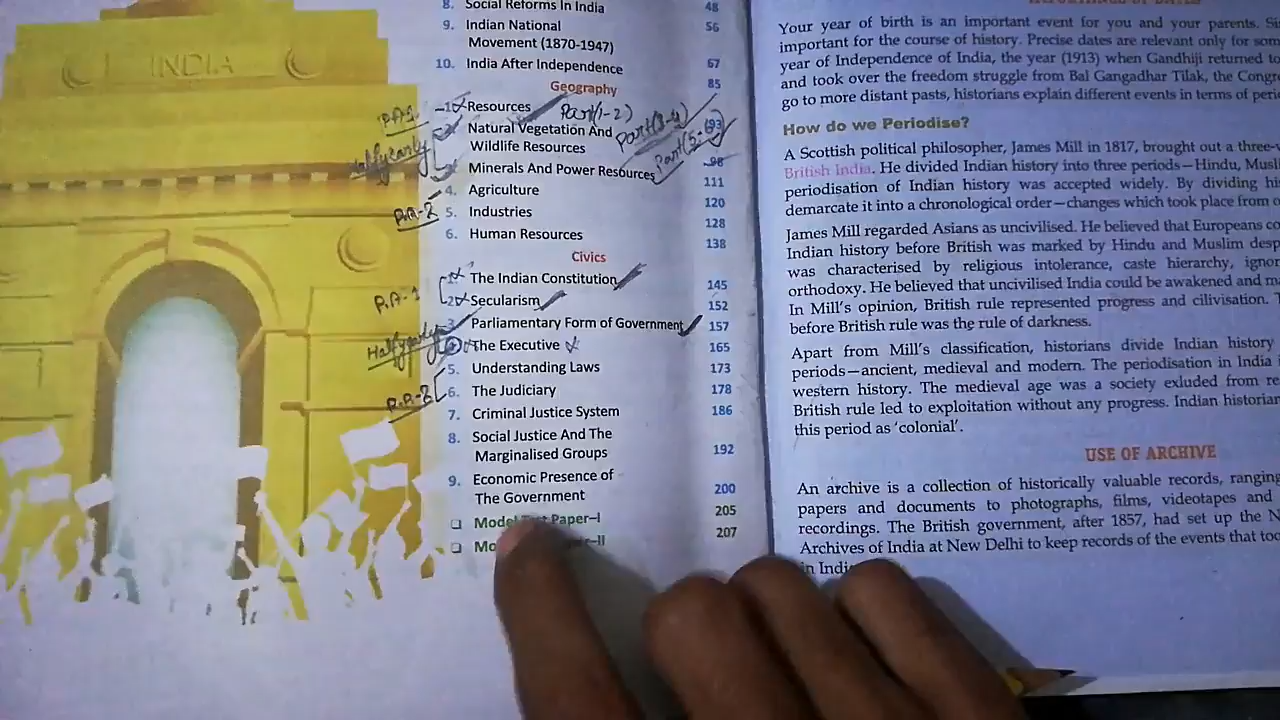 INDIA
8. Social Reforms In India 48
9. Indian National 56
Movement (1870-1947)
10. India After Independence 67
Geography 85
1. Resources Part(1-2)
Natural Vegetation And Part(3-4) 93
Wildlife Resources Part(5-6)
Minerals And Power Resources 98
4. Agriculture 111
5. Industries 120
6. Human Resources 128
138
Civics
1. The Indian Constitution 145
2. Secularism 152
3. Parliamentary Form of Government 157
4. The Executive 165
5. Understanding Laws 173
6. The Judiciary 178
7. Criminal Justice System 186
8. Social Justice And The
Marginalised Groups 192
9. Economic Presence of
The Government 200
❑ Model Paper–I 205
❑ –II 207
P.A-1
Halfyearly
P.A-2
P.A-1
Halfyearly
P.A-2
Your year of birth is an important event for you and your parents.
important for the course of history. Precise dates are relevant only for
year of Independence of India, the year (1913) when Gandhiji returned to
and took over the freedom struggle from Bal Gangadhar Tilak, the
go to more distant pasts, historians explain different events in terms of
How do we Periodise?
A Scottish political philosopher, James Mill in 1817, brought out a three-
British India. He divided Indian history into three periods—Hindu,
periodisation of Indian history was accepted widely. By dividing
demarcate it into a chronological order—changes which took place from
James Mill regarded Asians as uncivilised. He believed that Europeans
Indian history before British was marked by Hindu and Muslim
was characterised by religious intolerance, caste hierarchy,
orthodoxy. He believed that uncivilised India could be awakened and
In Mill's opinion, British rule represented progress and cilivisation.
before British rule was the rule of darkness.
Apart from Mill's classification, historians divide Indian history
periods—ancient, medieval and modern. The periodisation in India
western history. The medieval age was a society exluded from
British rule led to exploitation without any progress. Indian
this period as 'colonial'.
USE OF ARCHIVE
An archive is a collection of historically valuable records,
papers and documents to photographs, films, videotapes and
recordings. The British government, after 1857, had set up the
Archives of India at New Delhi to keep records of the events that
in